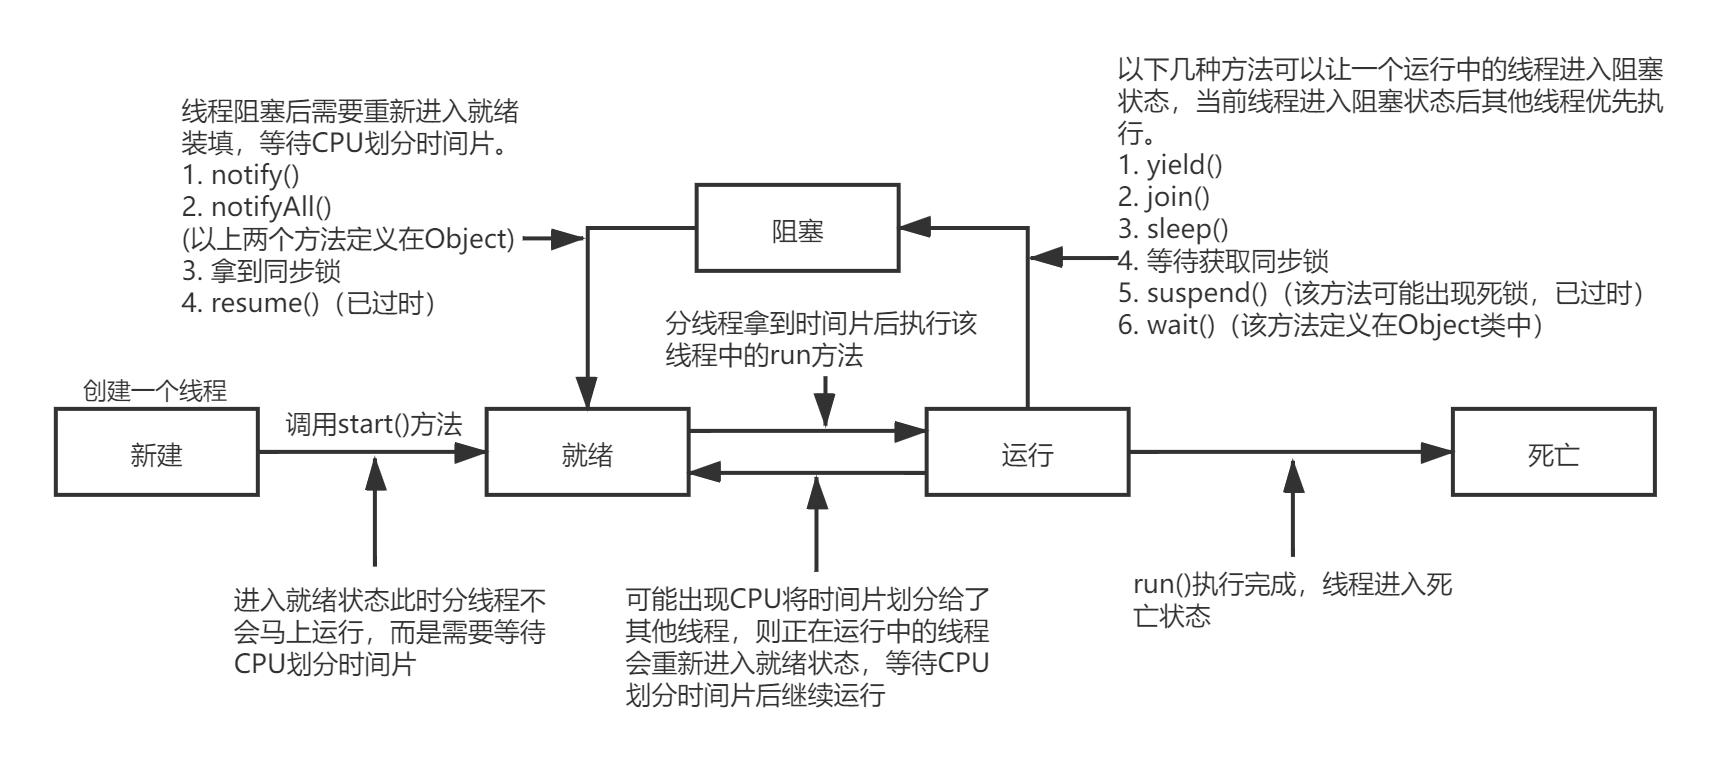 以下几种方法可以让一个运行中的线程进入阻塞
状态，当前线程进入阻塞状态后其他线程优先执
行。
1. yield()
2. join()
3. sleep()
4. 等待获取同步锁
5. suspend()（该方法可能出现死锁，已过时）
6. wait()（该方法定义在Object类中）
线程阻塞后需要重新进入就绪
装填，等待CPU划分时间片。
1. notify()
2. notifyAll()
(以上两个方法定义在Object)
3. 拿到同步锁
4. resume()（已过时）
阻塞
分线程拿到时间片后执行该
线程中的run方法
创建一个线程
新建
调用start()方法
就绪
运行
死亡
进入就绪状态此时分线程不
会马上运行，而是需要等待
CPU划分时间片
可能出现CPU将时间片划分给了
其他线程，则正在运行中的线程
会重新进入就绪状态，等待CPU
划分时间片后继续运行
run()执行完成，线程进入死
亡状态